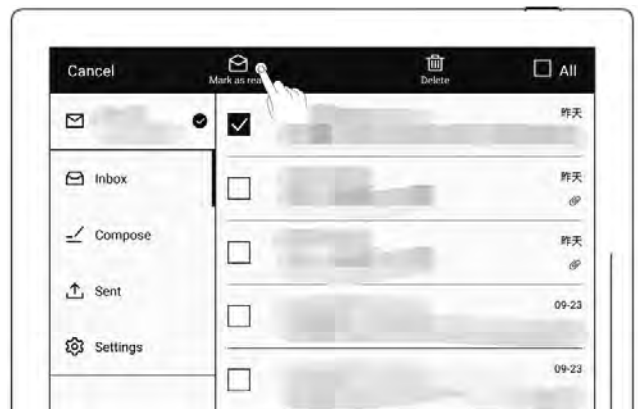 Cancel
Mark as read
Delete
All
昨天
Inbox
昨天
Compose
昨天
Sent
09-23
Settings
09-23